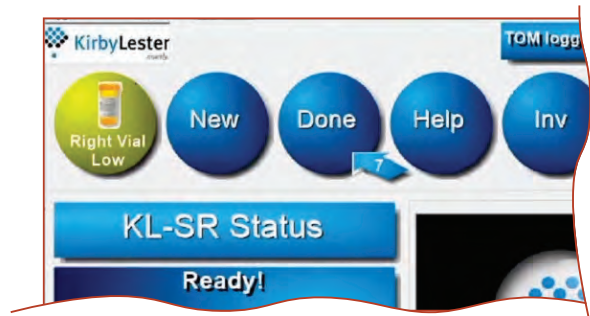 KirbyLester
TOM logg
Right Vial
Low
New
Done
Help
Inv
7
KL-SR Status
Ready!